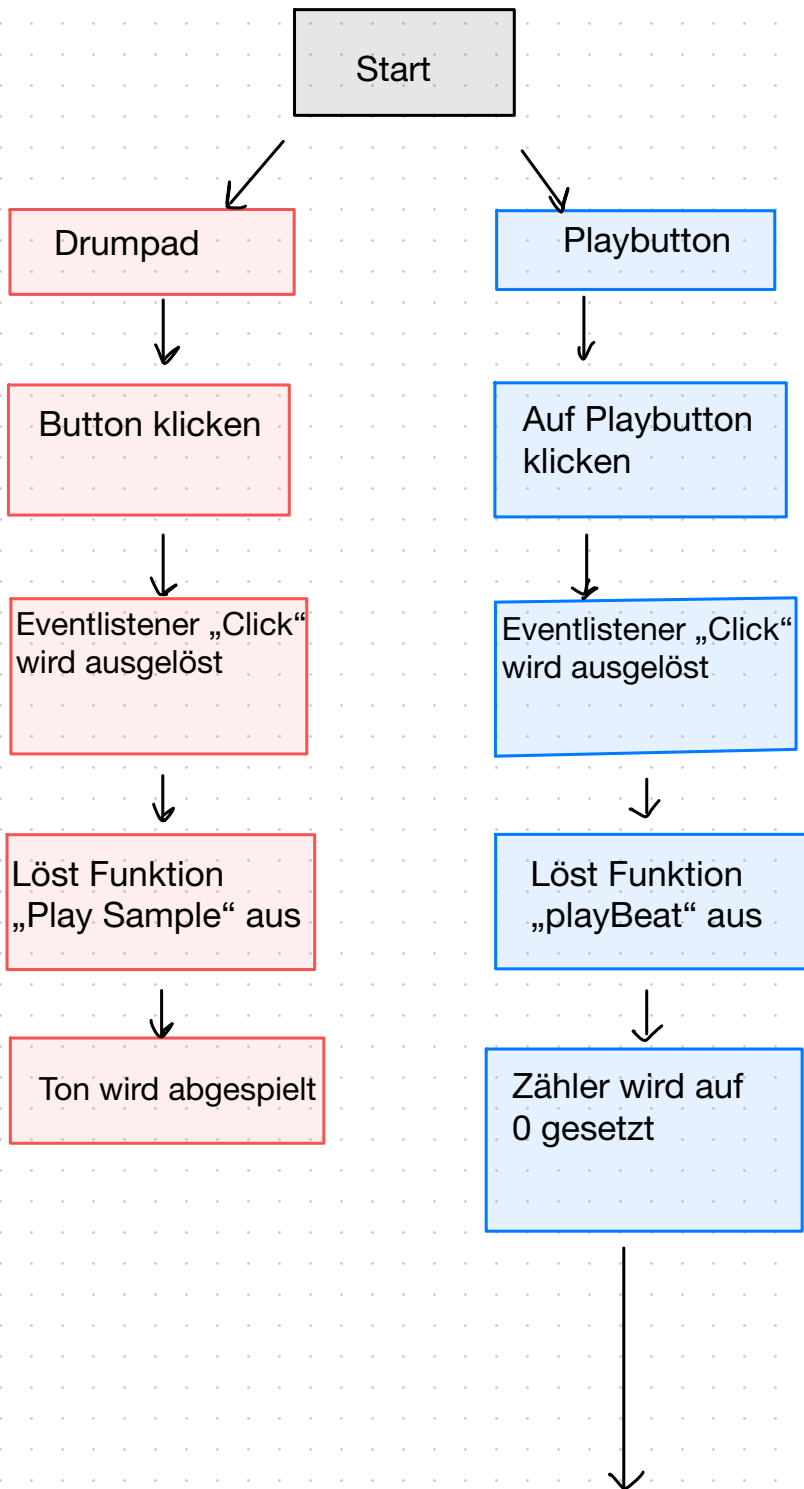 Start
Drumpad
Playbutton
Button klicken
Auf Playbutton
klicken
Eventlistener „Click“
wird ausgelöst
Eventlistener „Click“
wird ausgelöst
Löst Funktion
„Play Sample“ aus
Löst Funktion
„playBeat“ aus
Ton wird abgespielt
Zähler wird auf
0 gesetzt